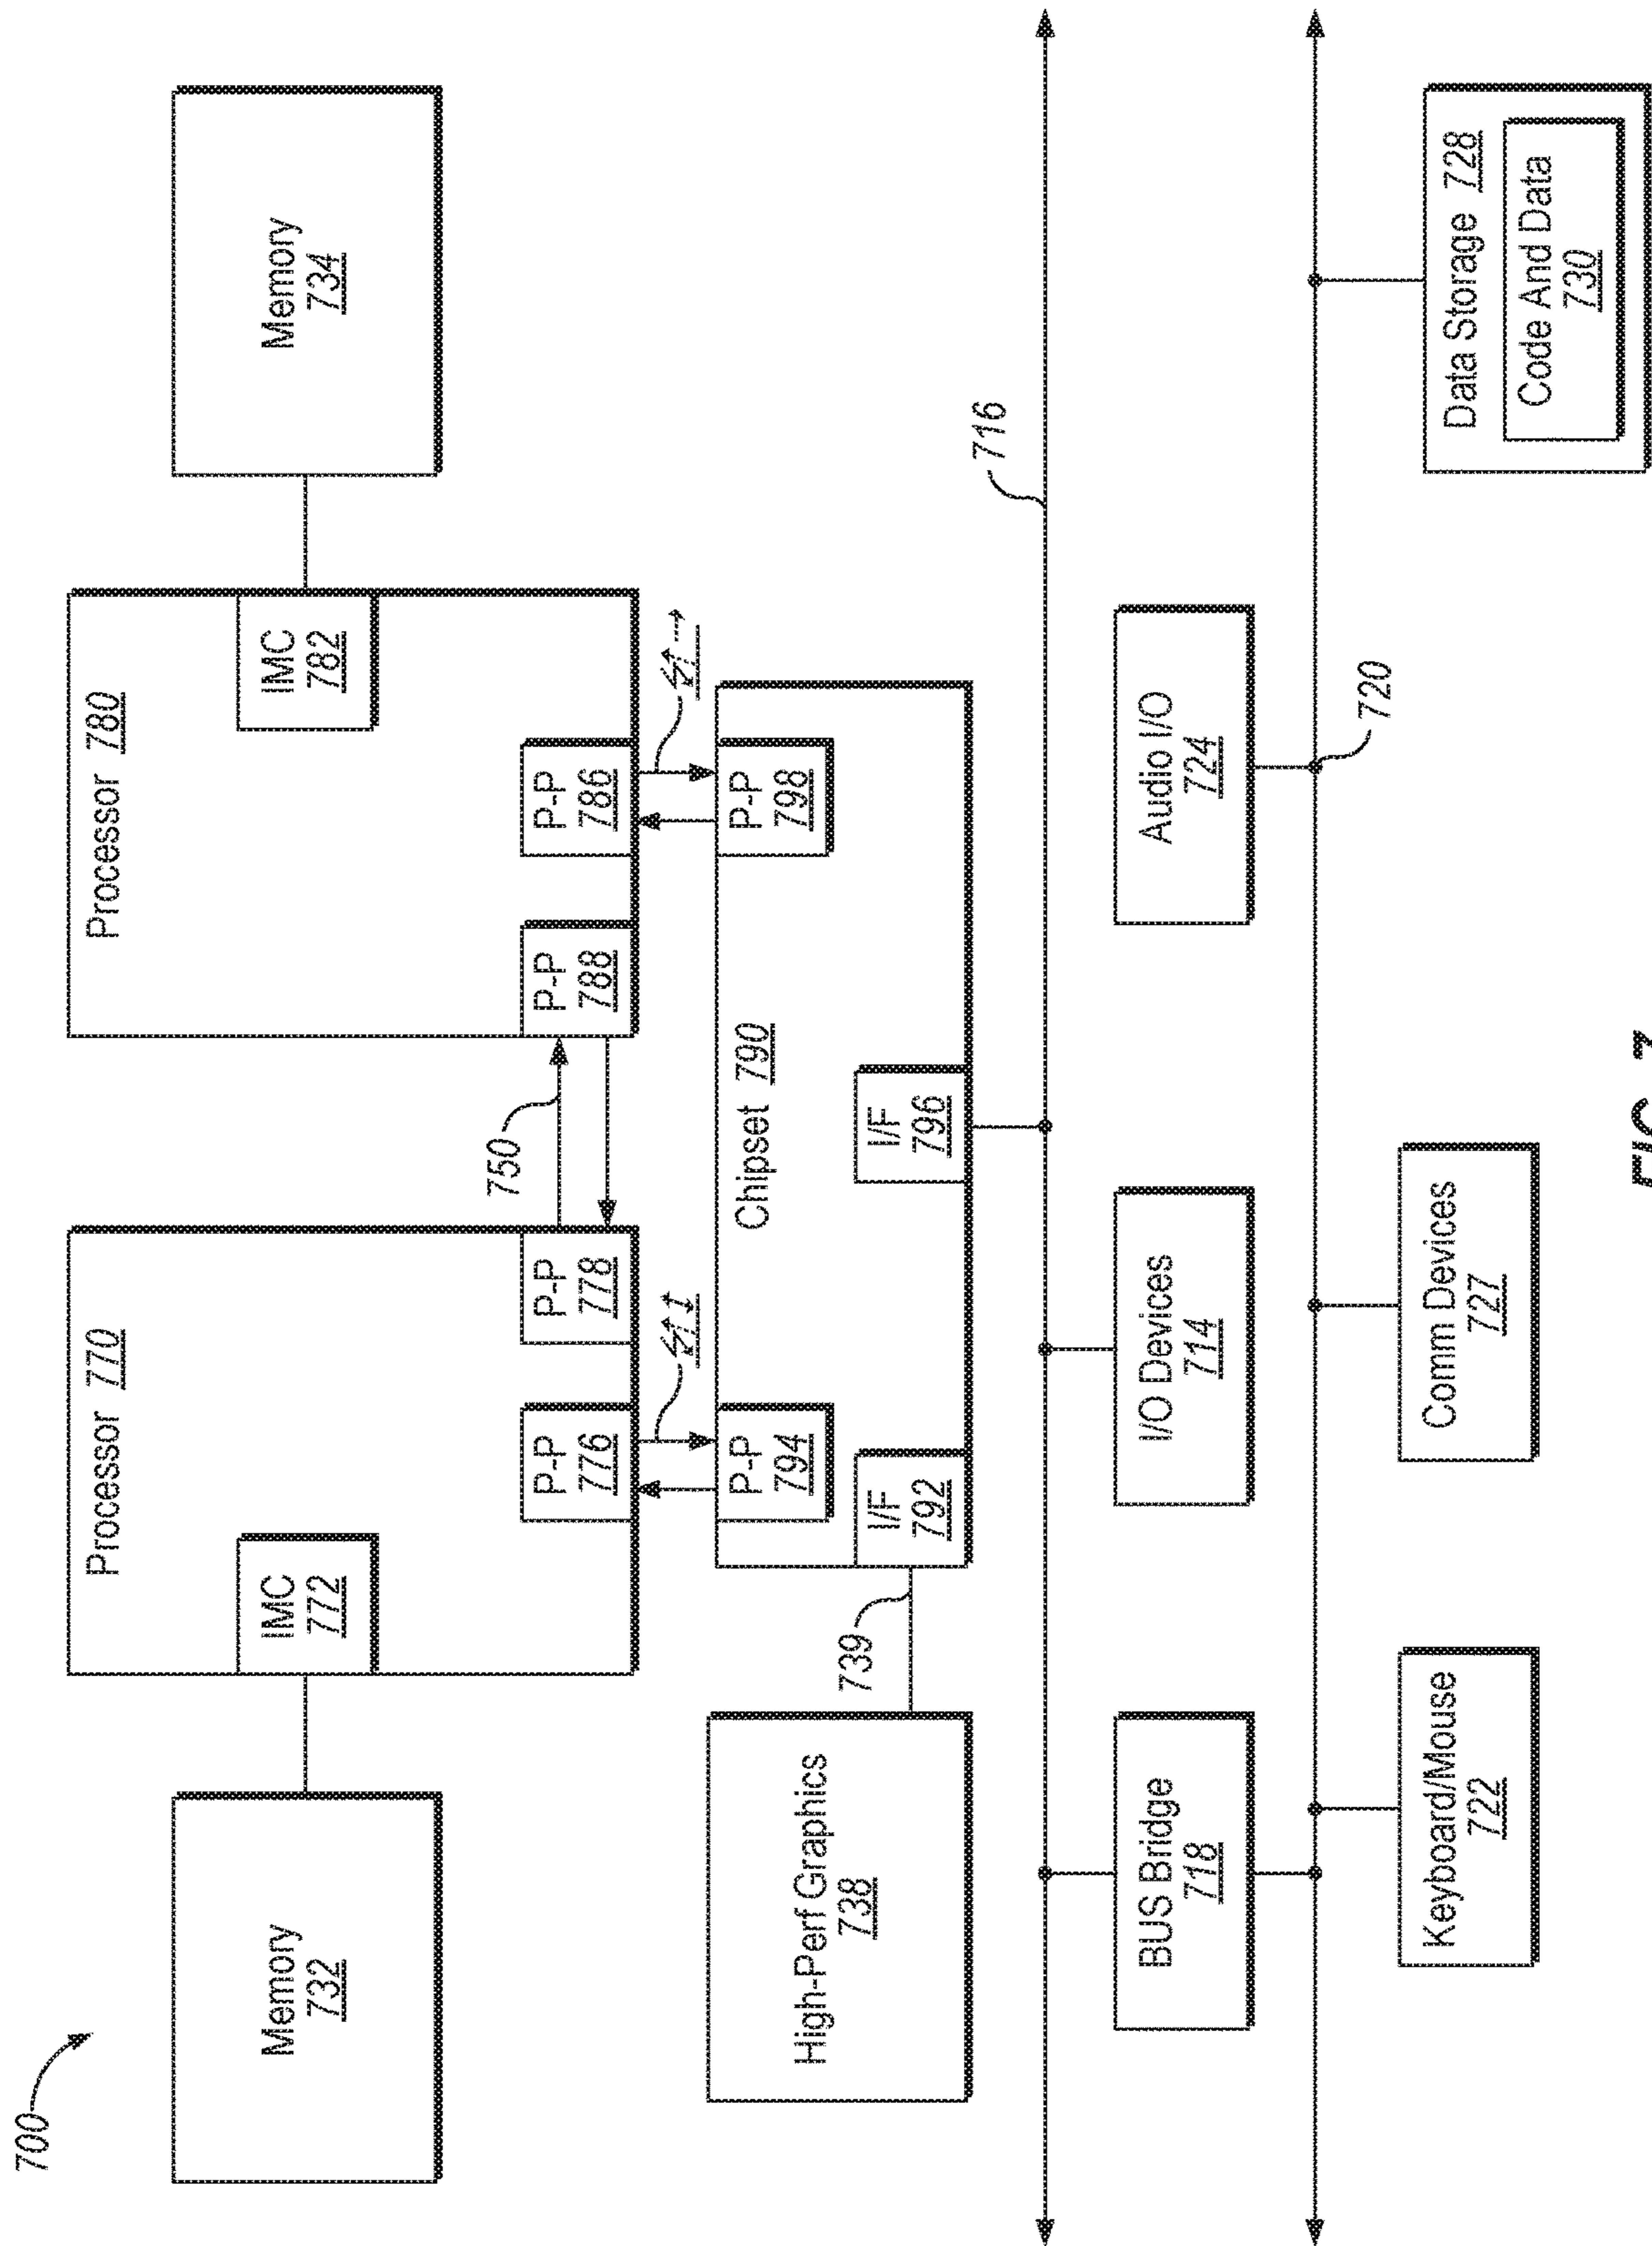 700
Memory
732
Processor 770
IMC
772
P-P
776
P-P
778
750
Processor 780
IMC
782
P-P
788
P-P
786
Memory
734
High-Perf Graphics
738
739
Chipset 790
P-P
794
P-P
798
I/F
792
I/F
796
716
BUS Bridge
718
I/O Devices
714
Audio I/O
724
720
Keyboard/Mouse
722
Comm Devices
727
Data Storage 728
Code And Data
730